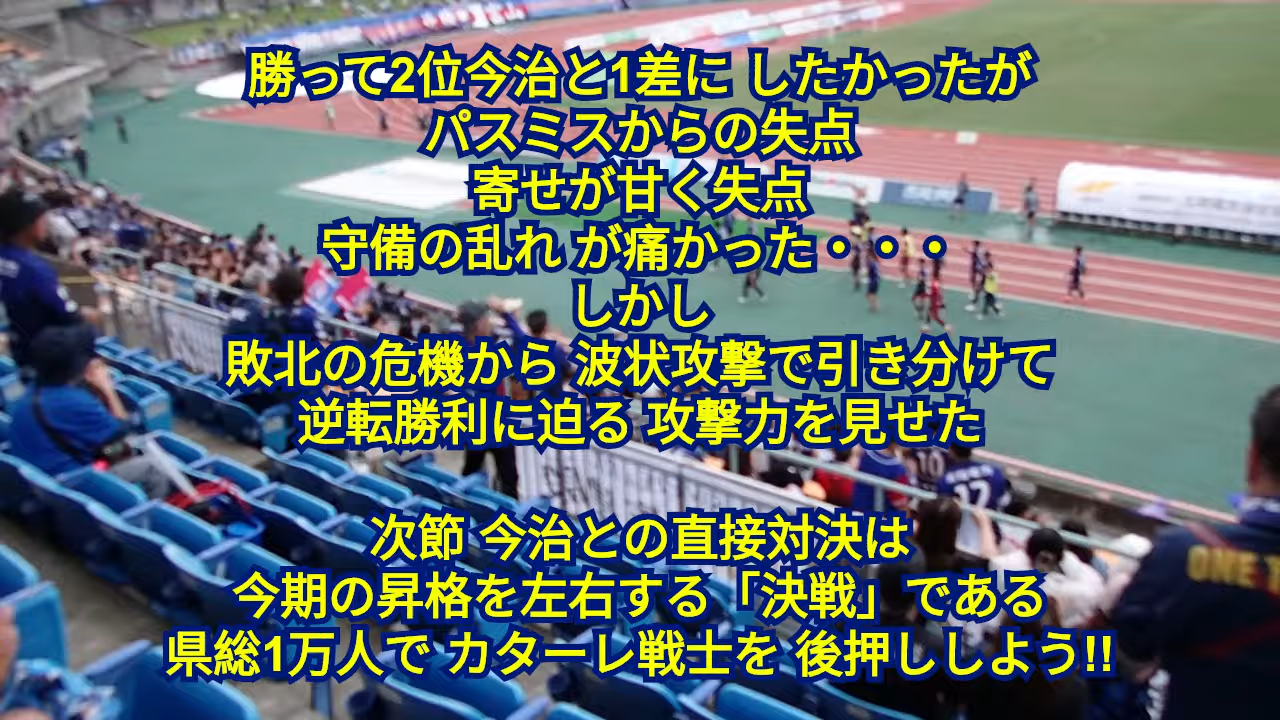 勝って2位今治と1差に したかったが
パスミスからの失点
寄せが甘く失点
守備の乱れ が痛かった・・・
しかし
敗北の危機から 波状攻撃で引き分けて
逆転勝利に迫る 攻撃力を見せた
次節 今治との直接対決は
今期の昇格を左右する「決戦」である
県総1万人で カターレ戦士を 後押ししよう!!
10
ONE